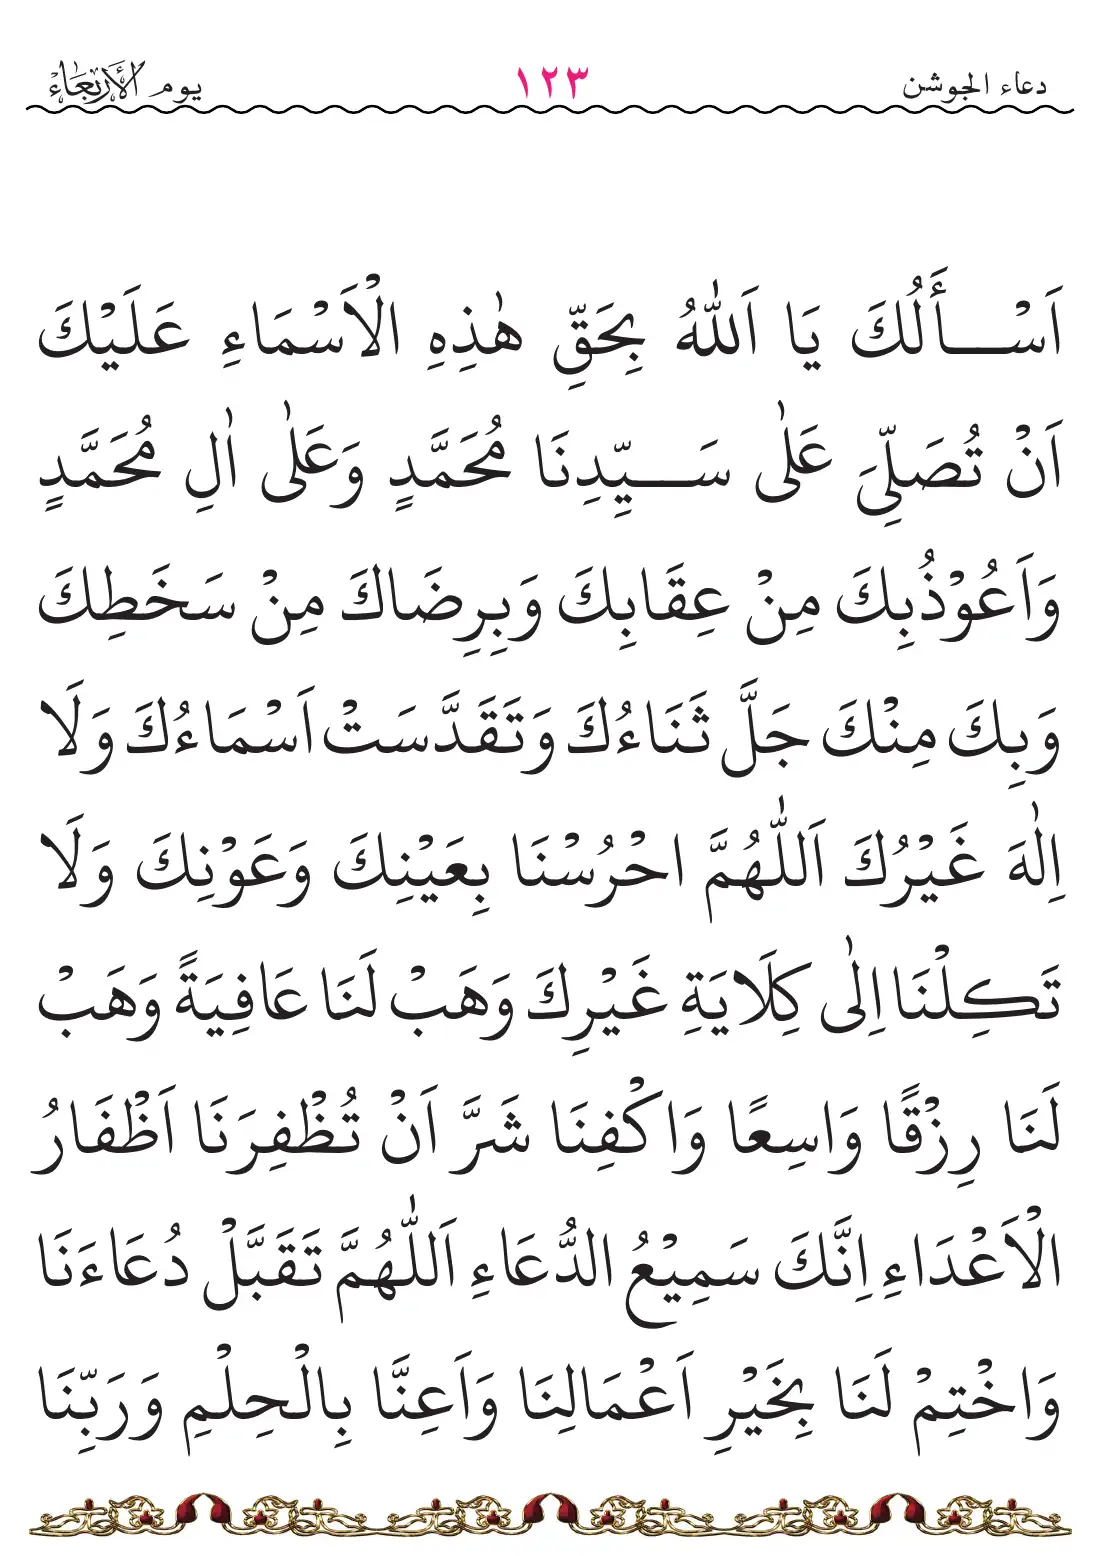 دعاء الجوشن ١٢٣ يوم الأربعاء
اَسْـــأَلُكَ يَا اَللّٰهُ بِحَقِّ هٰذِهِ الْاَسْمَاءِ عَلَيْكَ
اَنْ تُصَلِّىَ عَلٰى سَـــيِّدِنَا مُحَمَّدٍ وَعَلٰى اٰلِ مُحَمَّدٍ
وَاَعُوْذُبِكَ مِنْ عِقَابِكَ وَبِرِضَاكَ مِنْ سَخَطِكَ
وَبِكَ مِنْكَ جَلَّ ثَنَاءُكَ وَتَقَدَّسَتْ اَسْمَاءُكَ وَلَا
اِلٰهَ غَيْرُكَ اَللّٰهُمَّ احْرُسْنَا بِعَيْنِكَ وَعَوْنِكَ وَلَا
تَكِلْنَا اِلٰى كِلَايَةِ غَيْرِكَ وَهَبْ لَنَا عَافِيَةً وَهَبْ
لَنَا رِزْقًا وَاسِعًا وَاكْفِنَا شَرَّ اَنْ تُظْفِرَنَا اَظْفَارُ
الْاَعْدَاءِ اِنَّكَ سَمِيْعُ الدُّعَاءِ اَللّٰهُمَّ تَقَبَّلْ دُعَاءَنَا
وَاخْتِمْ لَنَا بِخَيْرِ اَعْمَالِنَا وَاَعِنَّا بِالْحِلْمِ وَرَبِّنَا